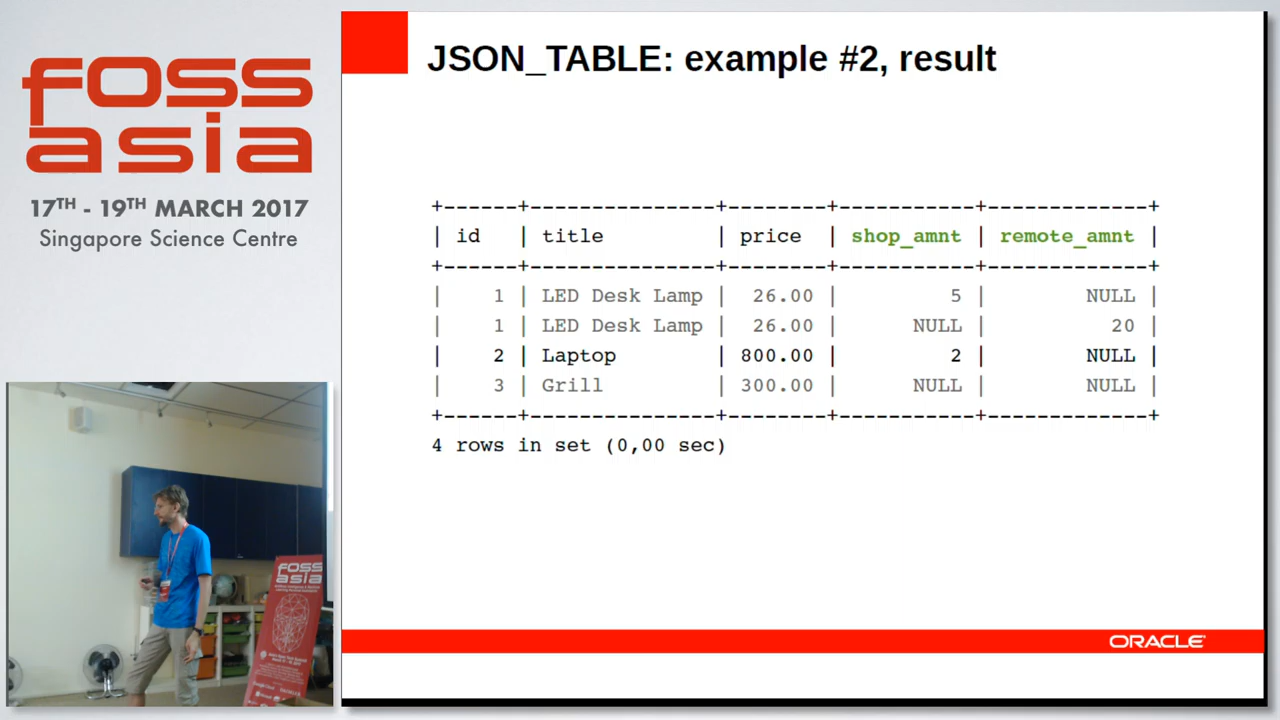 foss
asia
17TH - 19TH MARCH 2017
Singapore Science Centre
JSON_TABLE: example #2, result
+------+---------------+--------+-----------+-------------+
| id | title | price | shop_amnt | remote_amnt |
+------+---------------+--------+-----------+-------------+
| 1 | LED Desk Lamp | 26.00 | 5 | NULL |
| 1 | LED Desk Lamp | 26.00 | NULL | 20 |
| 2 | Laptop | 800.00 | 2 | NULL |
| 3 | Grill | 300.00 | NULL | NULL |
+------+---------------+--------+-----------+-------------+
4 rows in set (0,00 sec)
ORACLE
foss
asia